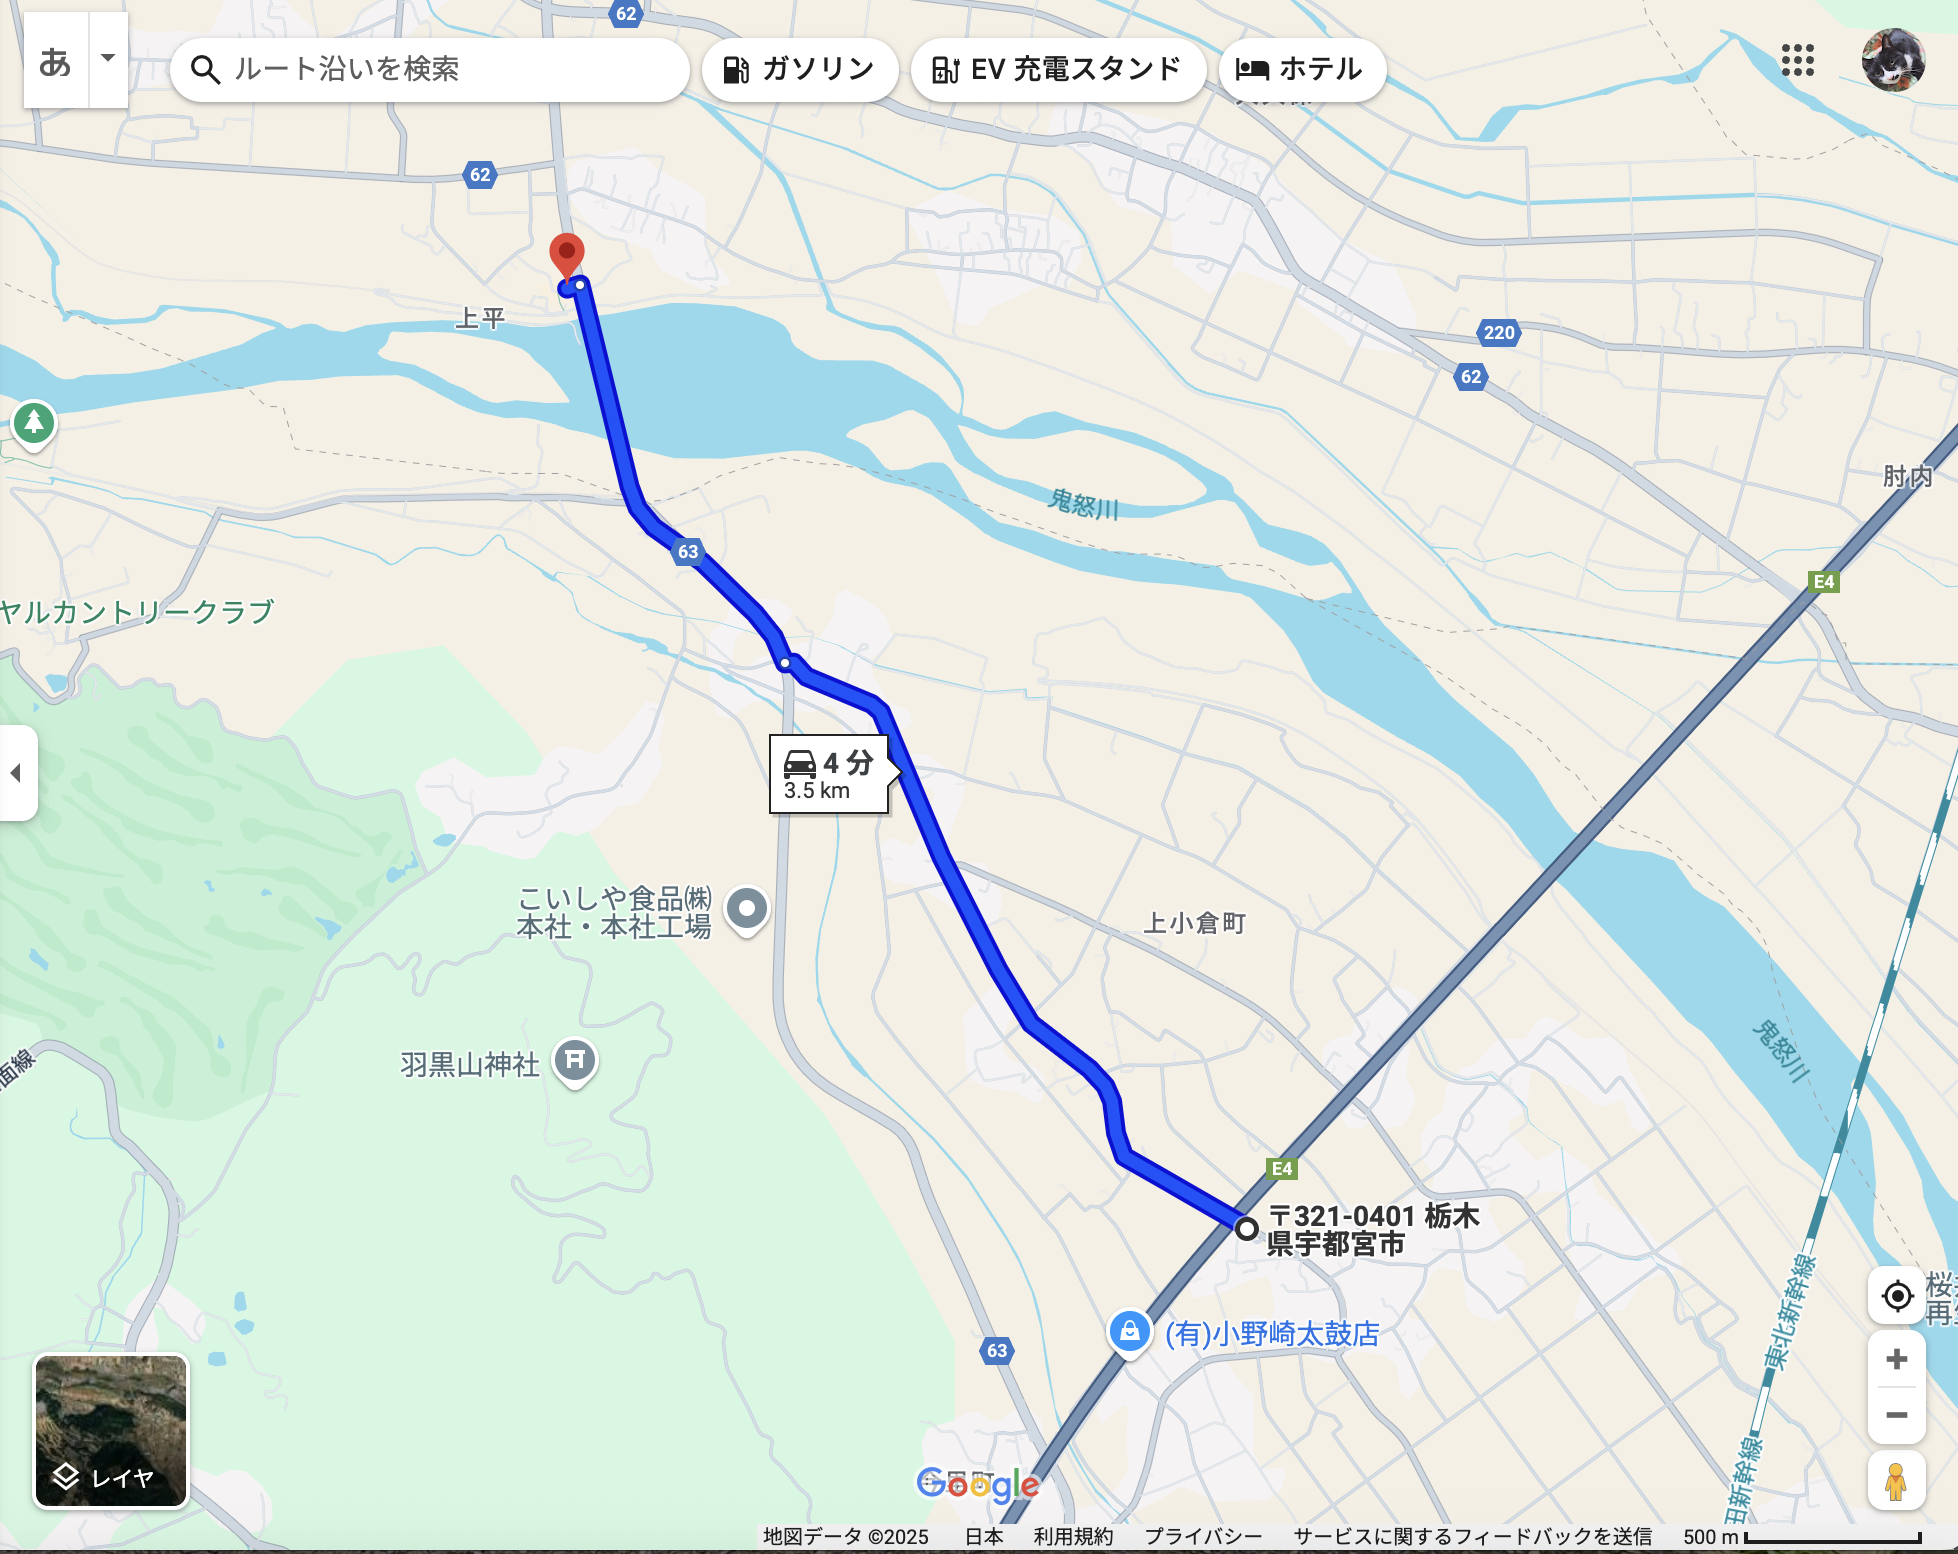 62
あ
ルート沿いを検索
ガソリン
EV 充電スタンド
ホテル
62
上平
220
62
肘内
鬼怒川
63
E4
ヤルカントリークラブ
4 分
3.5 km
こいしや食品㈱
本社・本社工場
上小倉町
鬼怒川
羽黒山神社
面線
E4
〒321-0401 栃木
県宇都宮市
東北新幹線
(有)小野崎太鼓店
63
レイヤ
Google
地図データ ©2025
日本
利用規約
プライバシー
サービスに関するフィードバックを送信
500 m